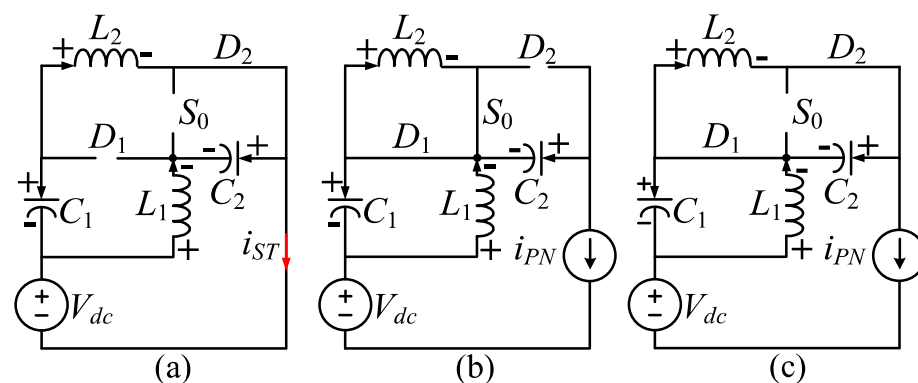 + L2 - D2
S0
D1 - +
+ - C2
C1 L1
- +
iST
+ Vdc
-
(a)
+ L2 - D2
S0
D1 - +
+ - C2
C1 L1
- +
iPN
+ Vdc
-
(b)
+ L2 - D2
S0
D1 - +
+ - C2
C1 L1
- +
iPN
+ Vdc
-
(c)